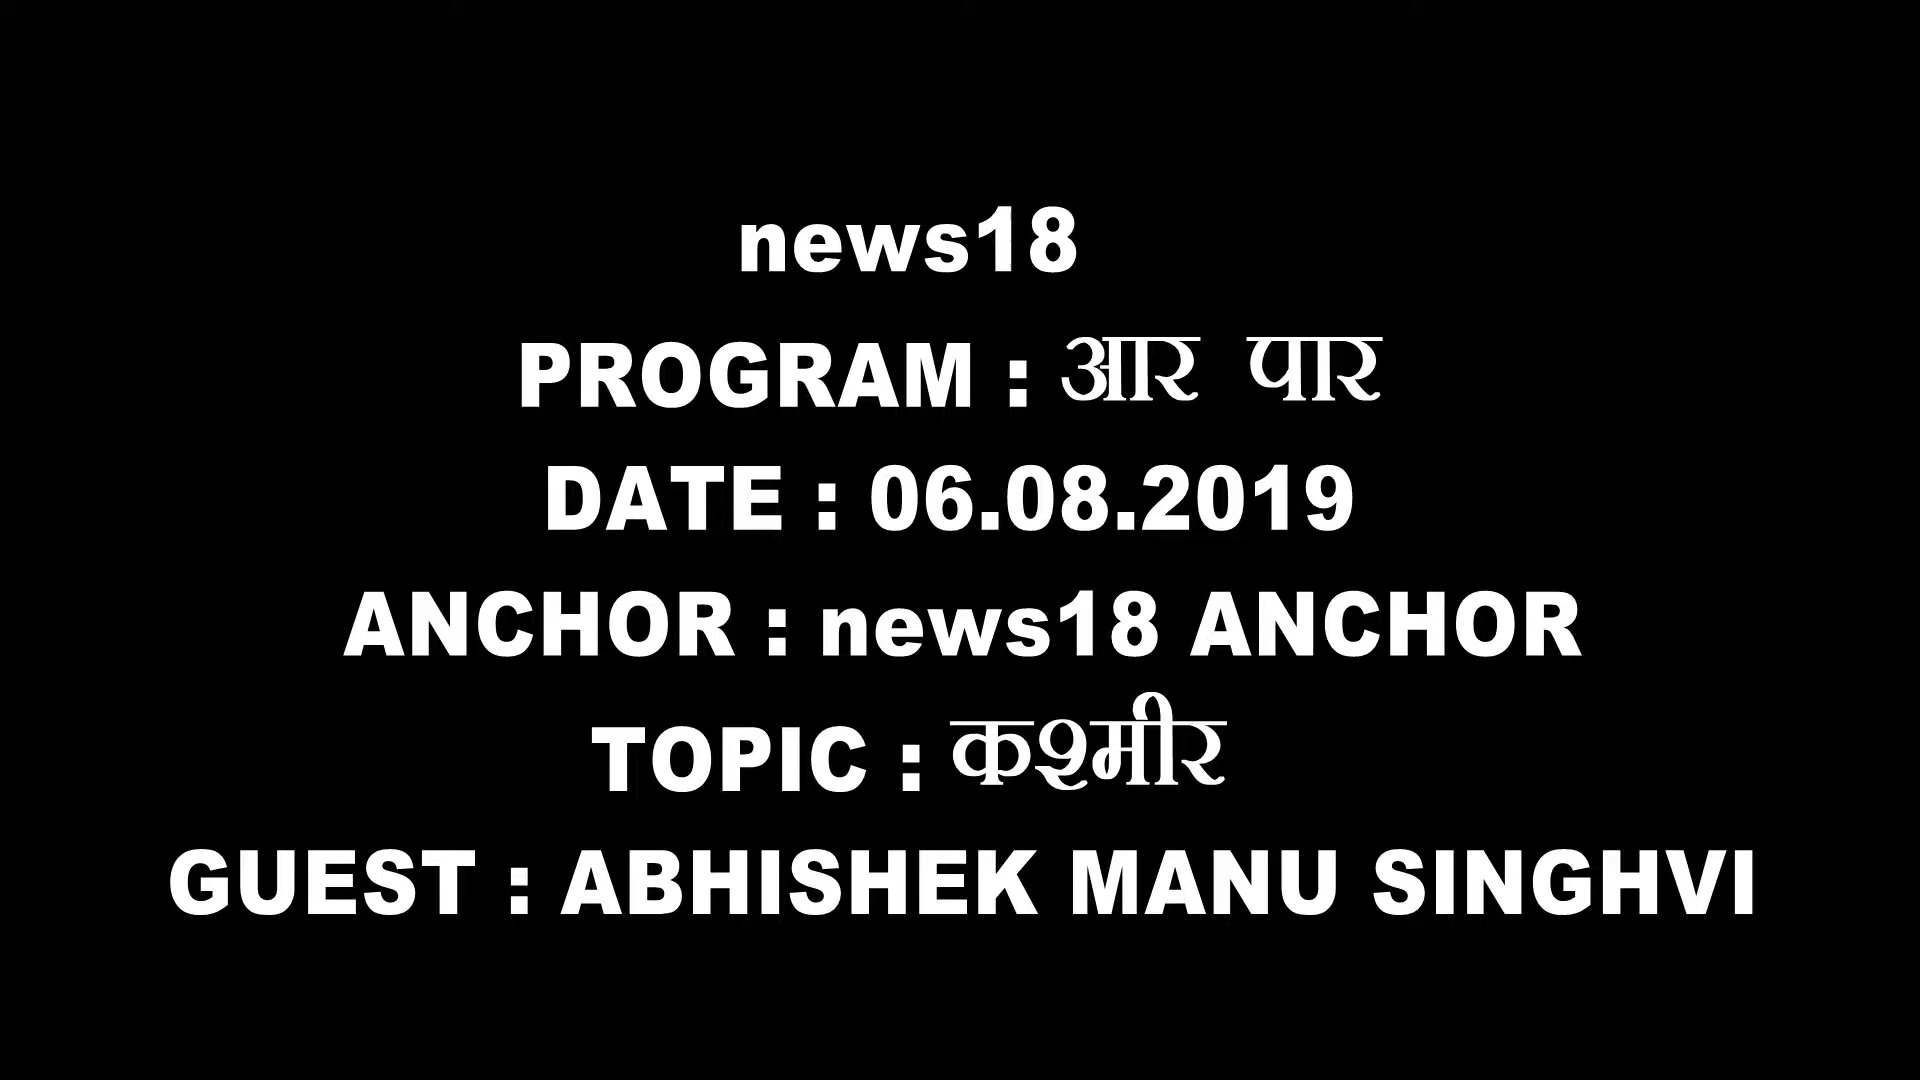 news18
PROGRAM : आर पार
DATE : 06.08.2019
ANCHOR : news18 ANCHOR
TOPIC : कश्मीर
GUEST : ABHISHEK MANU SINGHVI